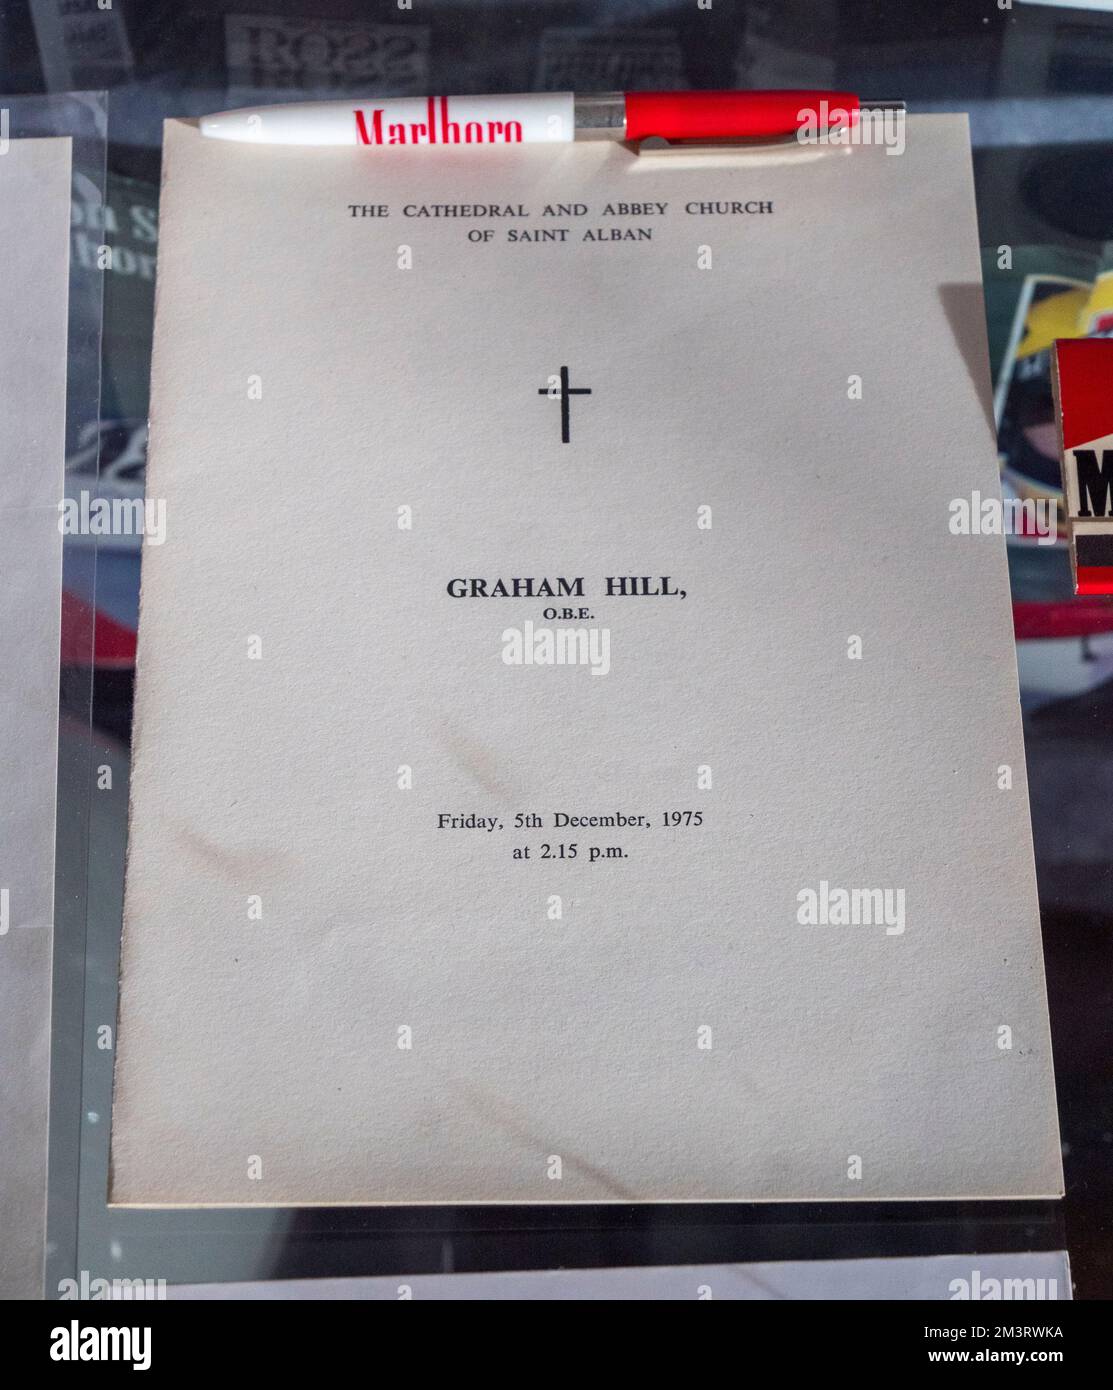 Marlboro
THE CATHEDRAL AND ABBEY CHURCH
OF SAINT ALBAN
GRAHAM HILL,
O.B.E.
Friday, 5th December, 1975
at 2.15 p.m.
M
alamy
a alamy
Image ID: 2M3RWKA
www.alamy.com